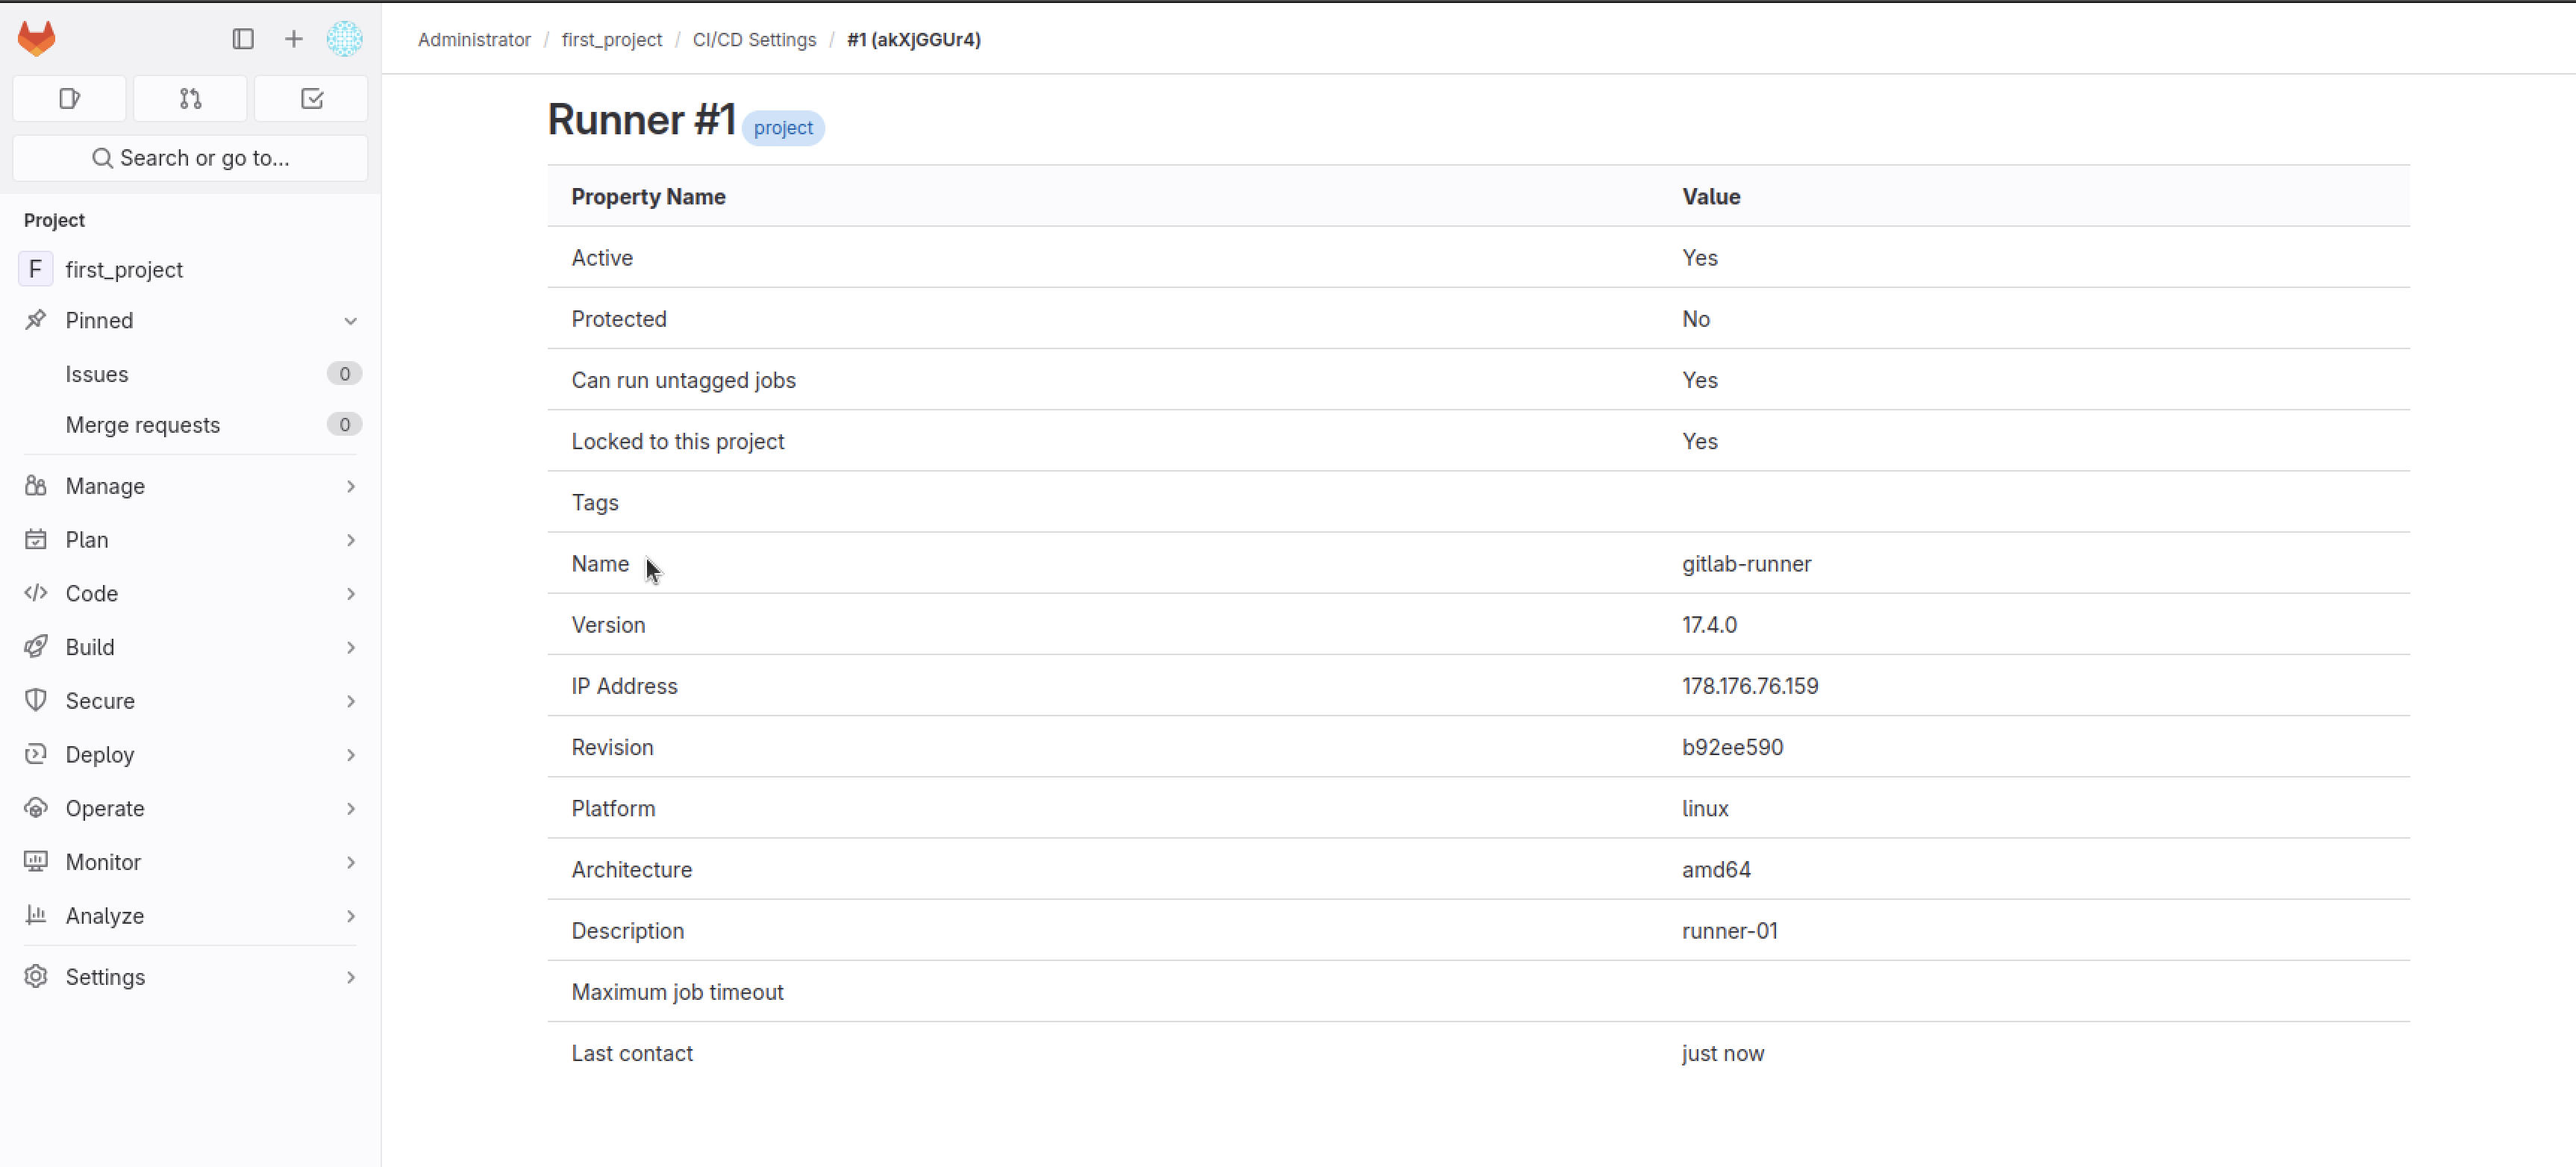 Administrator / first_project / CI/CD Settings / #1 (akXjGGUr4)
Search or go to...
Project
F first_project
Pinned
Issues 0
Merge requests 0
Manage
Plan
Code
Build
Secure
Deploy
Operate
Monitor
Analyze
Settings
Runner #1 project
Property Name Value
Active Yes
Protected No
Can run untagged jobs Yes
Locked to this project Yes
Tags
Name gitlab-runner
Version 17.4.0
IP Address 178.176.76.159
Revision b92ee590
Platform linux
Architecture amd64
Description runner-01
Maximum job timeout
Last contact just now